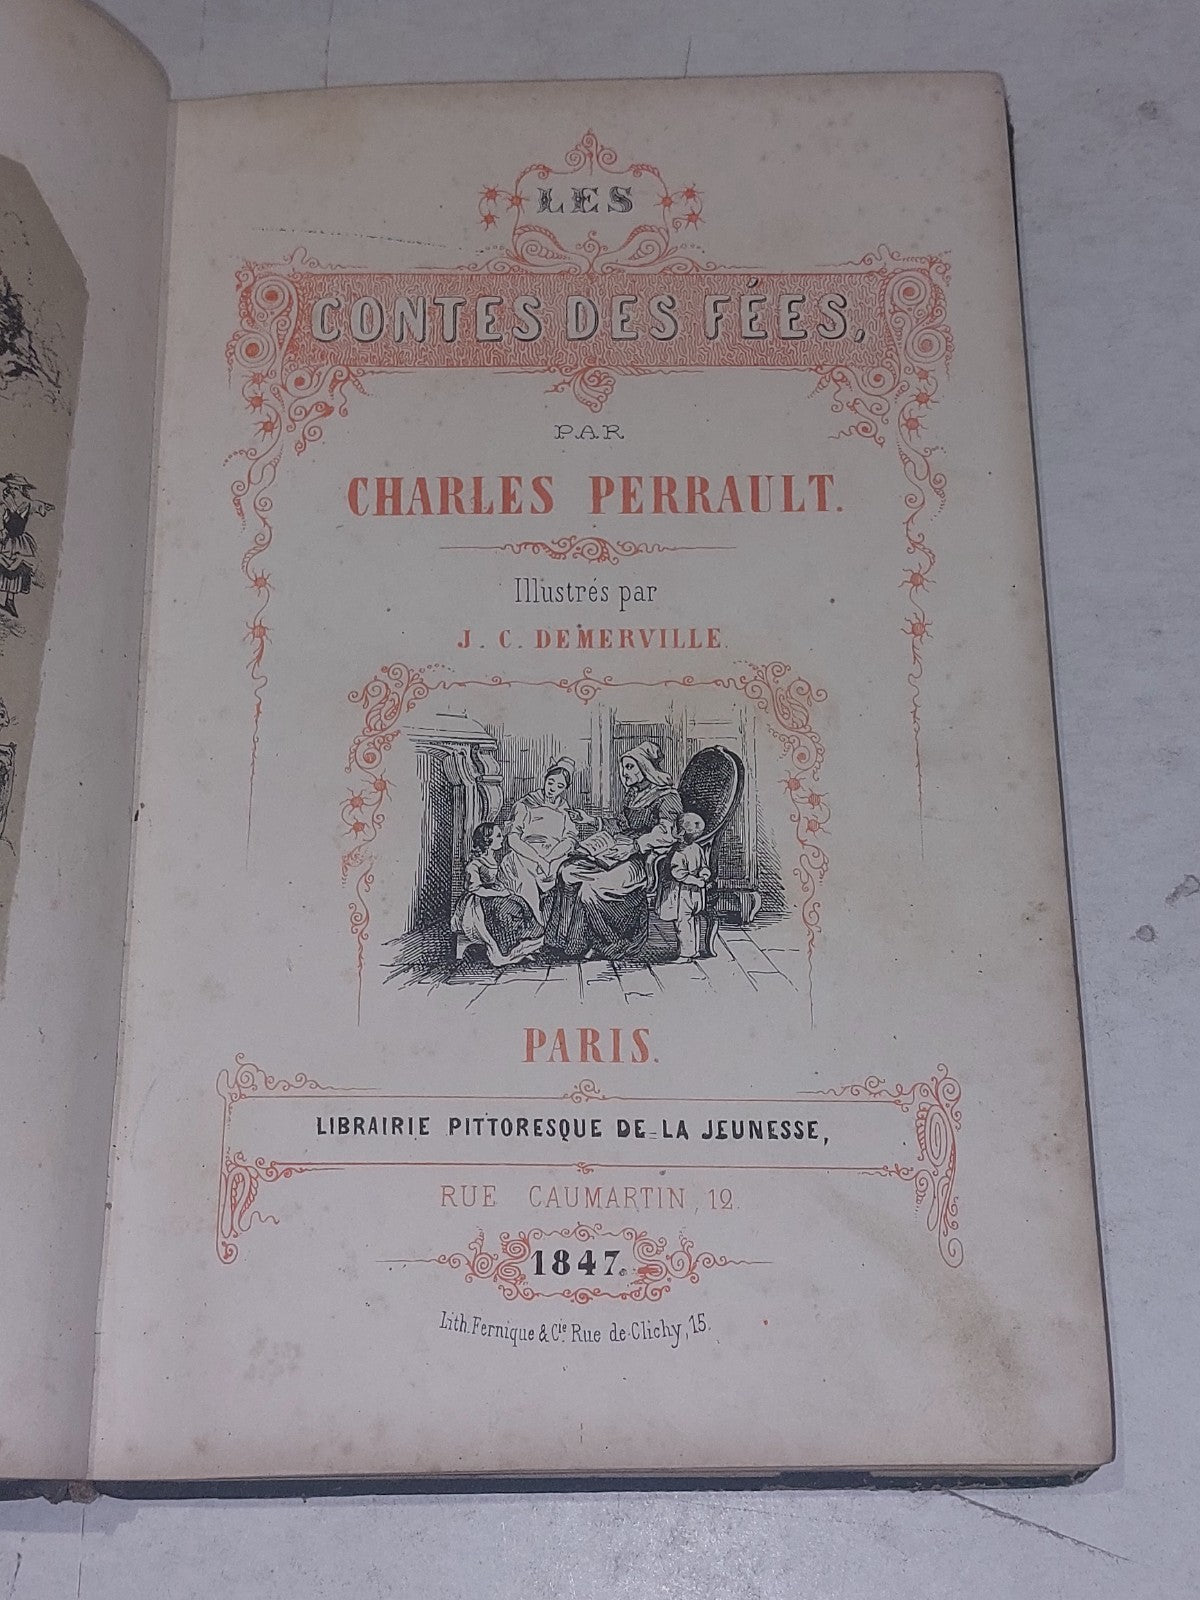 LES
CONTES DES FÉES,
PAR
CHARLES PERRAULT.
Illustrés par
J. C. DEMERVILLE.
PARIS.
LIBRAIRIE PITTORESQUE DE LA JEUNESSE,
RUE CAUMARTIN, 12.
1847.
Lith. Fernique & Cie. Rue de Clichy, 15.